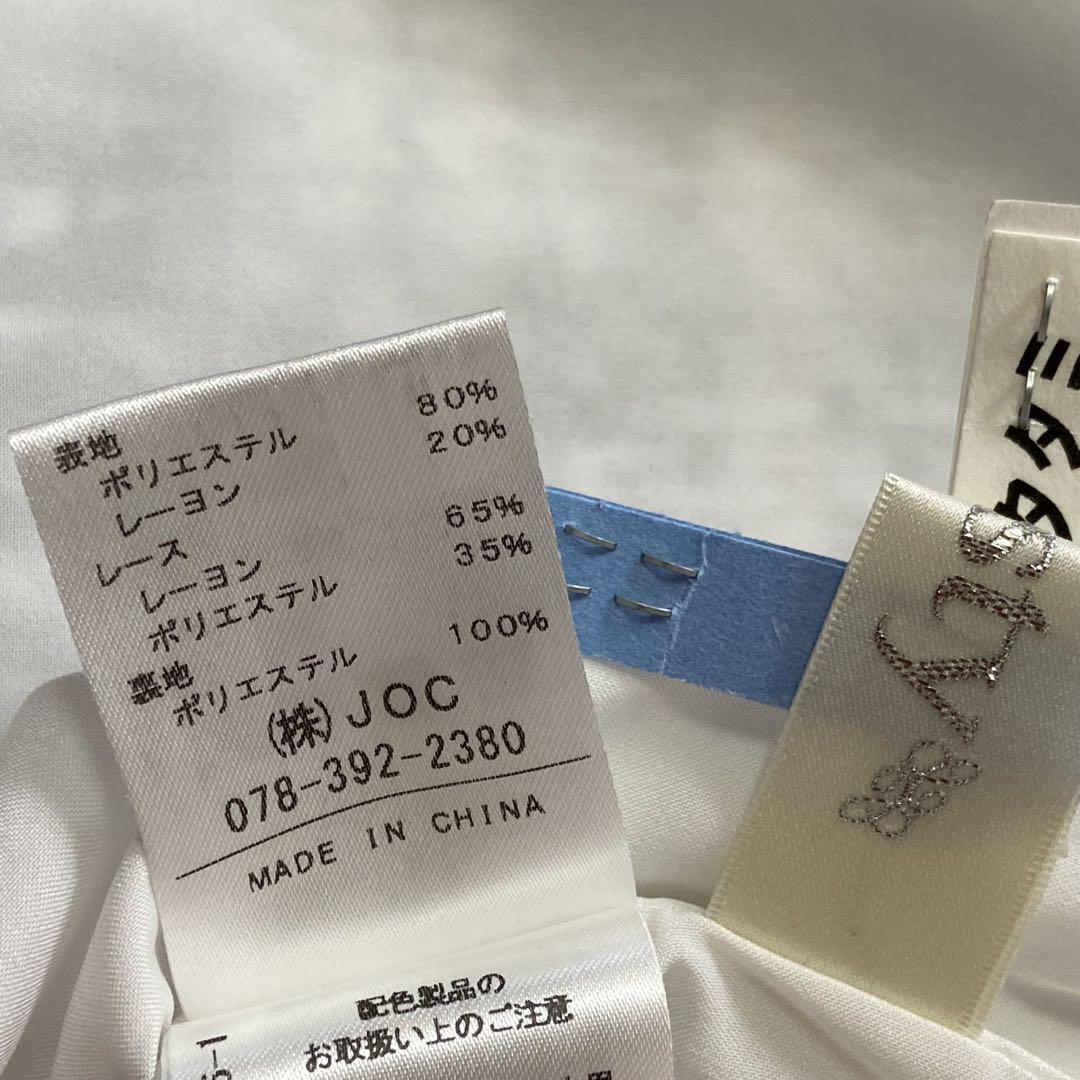 表地
ポリエステル 80%
レーヨン 20%
レース
レーヨン 65%
ポリエステル 35%
裏地
ポリエステル 100%
(株)JOC
078-392-2380
MADE IN CHINA
配色製品の
お取扱い上のご注意
タタミ